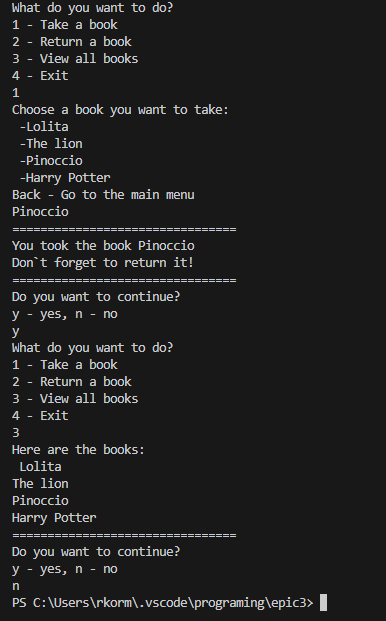 What do you want to do?
1 - Take a book
2 - Return a book
3 - View all books
4 - Exit
1
Choose a book you want to take:
 -Lolita
 -The lion
 -Pinoccio
 -Harry Potter
Back - Go to the main menu
Pinoccio
================================
You took the book Pinoccio
Don`t forget to return it!
================================
Do you want to continue?
y - yes, n - no
y
What do you want to do?
1 - Take a book
2 - Return a book
3 - View all books
4 - Exit
3
Here are the books:
 Lolita
The lion
Pinoccio
Harry Potter
================================
Do you want to continue?
y - yes, n - no
n
PS C:\Users\rkorm\.vscode\programing\epic3>